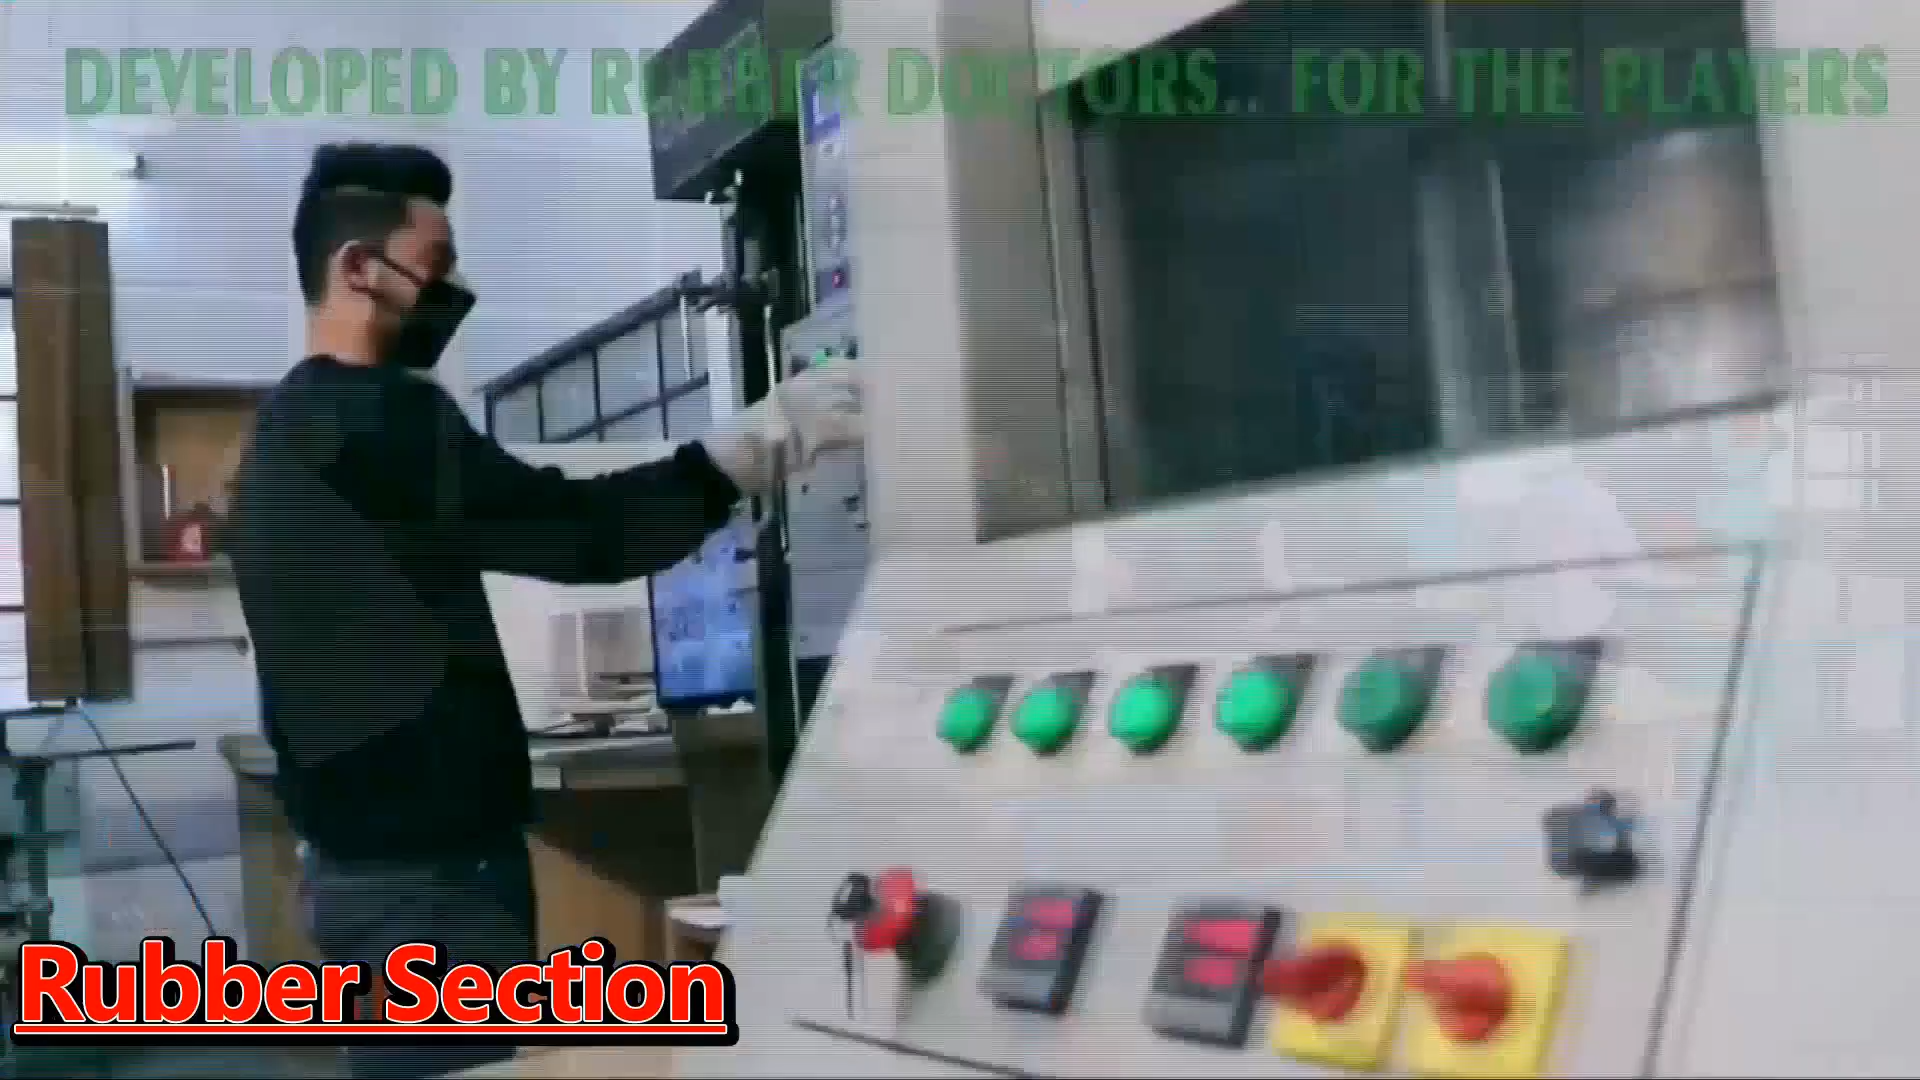 DEVELOPED BY RUBBER DOCTORS.. FOR THE PLAYERS
Rubber Section